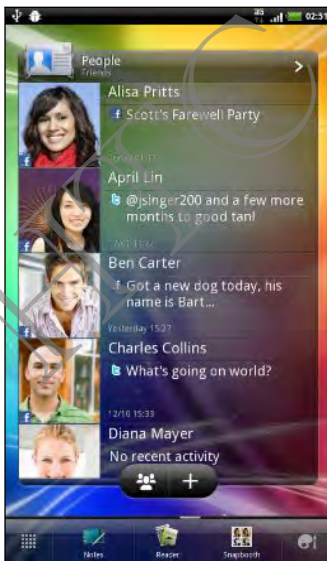 3G
02:51
People
Friends
Alisa Pritts
Scott's Farewell Party
April Lin
@jsinger200 and a few more
months to good tan!
Ben Carter
Got a new dog today, his
name is Bart...
Yesterday 15:27
Charles Collins
What's going on world?
12/16 15:33
Diana Mayer
No recent activity
Notes
Reader
Snapbooth